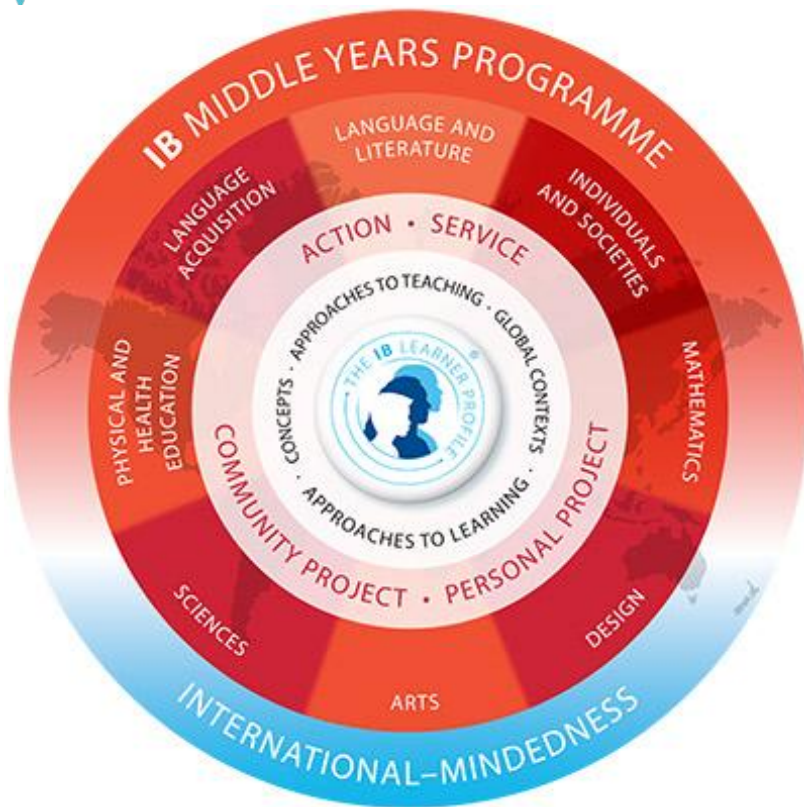 IB MIDDLE YEARS PROGRAMME
LANGUAGE AND
LITERATURE
INDIVIDUALS
AND SOCIETIES
MATHEMATICS
DESIGN
ARTS
SCIENCES
PHYSICAL AND
HEALTH
EDUCATION
LANGUAGE
ACQUISITION
ACTION • SERVICE
COMMUNITY PROJECT • PERSONAL PROJECT
APPROACHES TO TEACHING · GLOBAL CONTEXTS ·
APPROACHES TO LEARNING · CONCEPTS ·
THE IB LEARNER PROFILE ®
INTERNATIONAL–MINDEDNESS